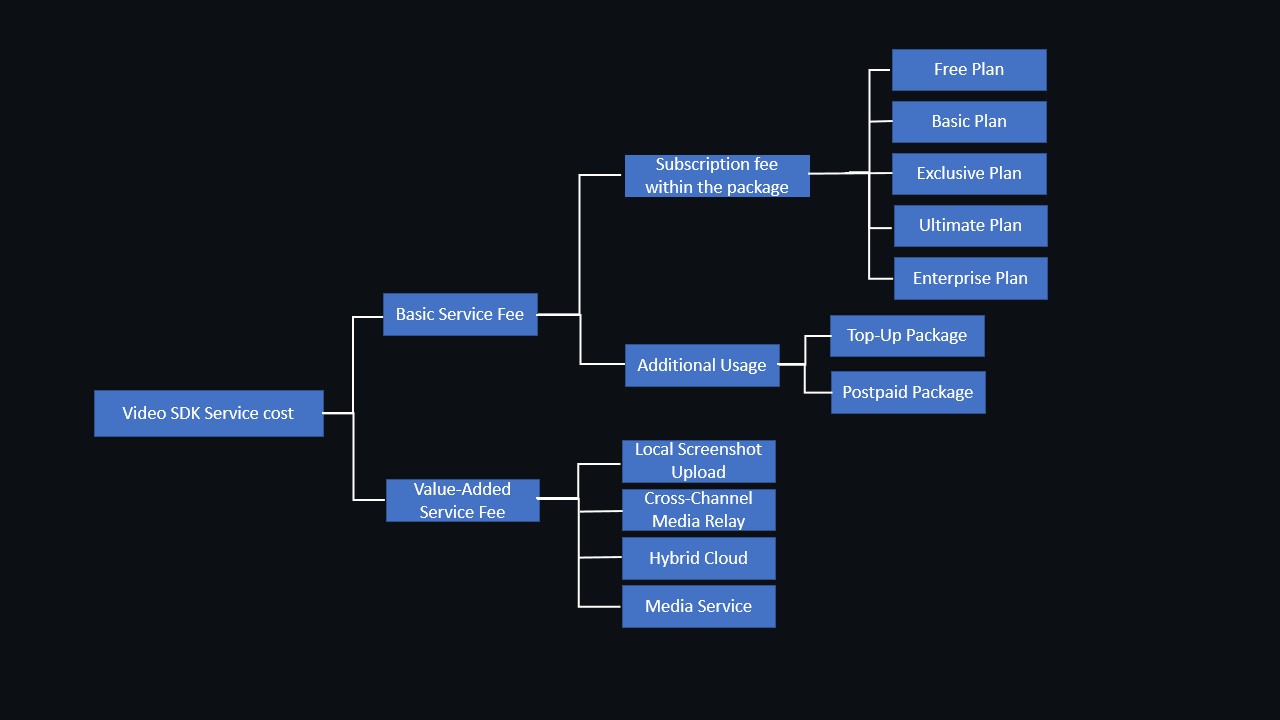 Free Plan
Basic Plan
Subscription fee
within the package
Exclusive Plan
Ultimate Plan
Enterprise Plan
Basic Service Fee
Top-Up Package
Additional Usage
Postpaid Package
Video SDK Service cost
Local Screenshot
Upload
Value-Added
Service Fee
Cross-Channel
Media Relay
Hybrid Cloud
Media Service